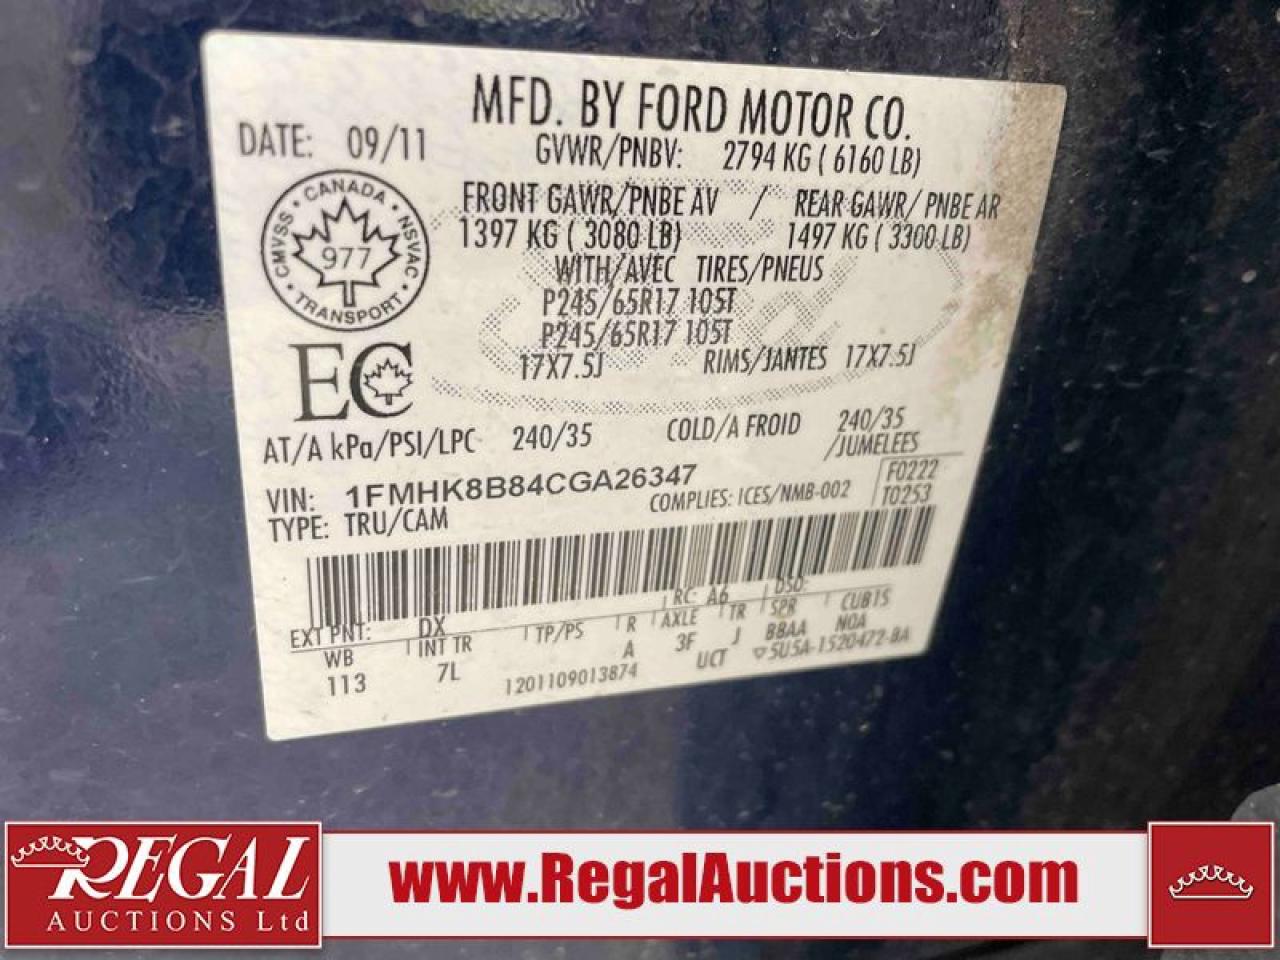 MFD. BY FORD MOTOR CO.
DATE: 09/11
GVWR/PNBV: 2794 KG ( 6160 LB)
FRONT GAWR/PNBE AV / REAR GAWR/ PNBE AR
1397 KG ( 3080 LB) 1497 KG ( 3300 LB)
WITH/AVEC TIRES/PNEUS
P245/65R17 105T
P245/65R17 105T
17X7.5J RIMS/JANTES 17X7.5J
CANADA
CMVSS • NSVAC
977
TRANSPORT
EC
AT/A kPa/PSI/LPC 240/35 COLD/A FROID 240/35
/JUMELEES
VIN: 1FMHK8B84CGA26347
COMPLIES: ICES/NMB-002
F0222
T0253
TYPE: TRU/CAM
EXT PNT: DX RC: A6 DSO:
WB INT TR TP/PS R AXLE TR SPR CUB1S
113 7L A 3F J BBAA N0A
1201109013874 UCT ▽5U5A-1520472-BA
REGAL
AUCTIONS Ltd
www.RegalAuctions.com